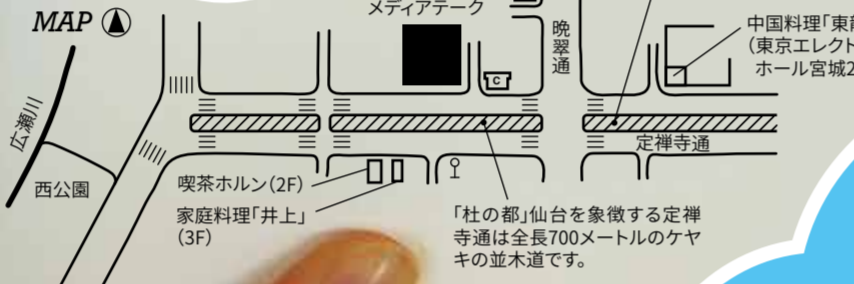 MAP
メディアテーク
晩翠通
中国料理「東
(東京エレクト
ホール宮城2
C
広瀬川
西公園
定禅寺通
喫茶ホルン(2F)
家庭料理「井上」
(3F)
「杜の都」仙台を象徴する定禅
寺通は全長700メートルのケヤ
キの並木道です。